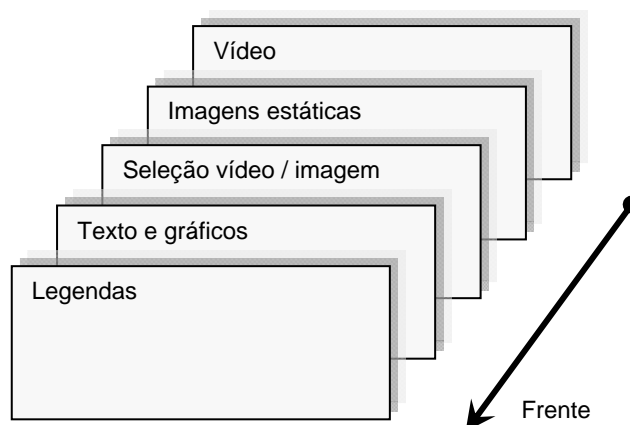 Vídeo
Imagens estáticas
Seleção vídeo / imagem
Texto e gráficos
Legendas
Frente